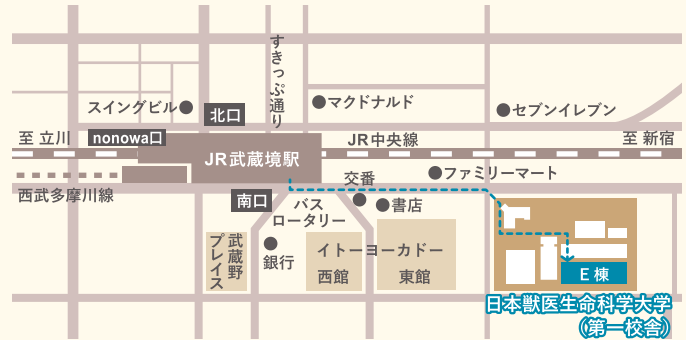 すきっぷ通り
スイングビル
北口
マクドナルド
セブンイレブン
至 立川
nonowa口
JR武蔵境駅
JR中央線
至 新宿
西武多摩川線
南口
バス
ロータリー
交番
書店
ファミリーマート
武蔵野
プレイス
銀行
イトーヨーカドー
西館
東館
E棟
日本獣医生命科学大学
(第一校舎)